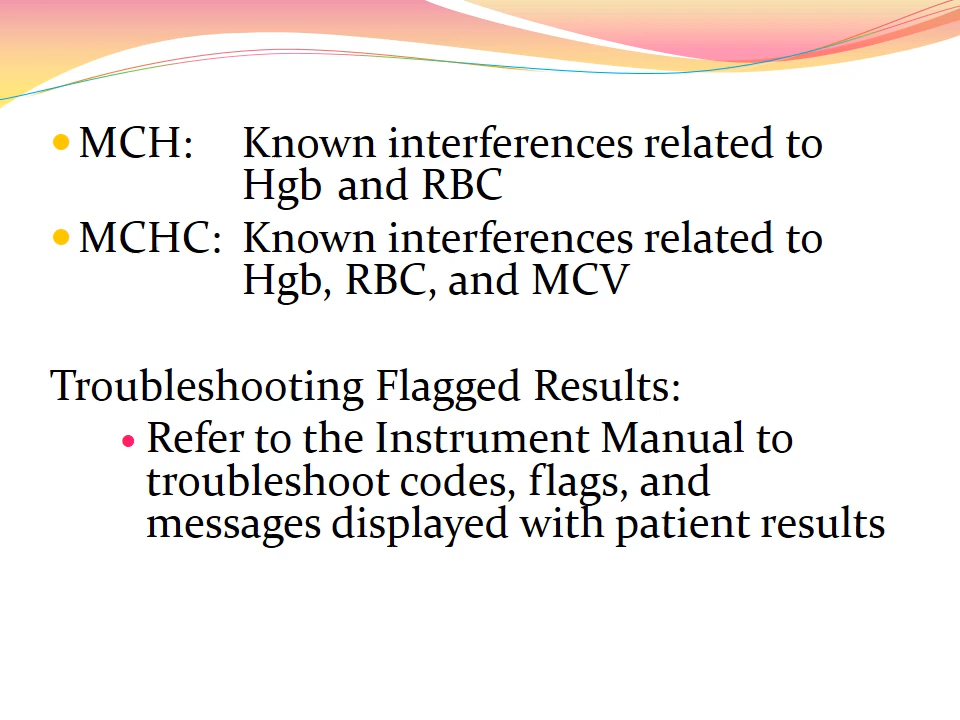 • MCH: Known interferences related to
Hgb and RBC
• MCHC: Known interferences related to
Hgb, RBC, and MCV
Troubleshooting Flagged Results:
• Refer to the Instrument Manual to
troubleshoot codes, flags, and
messages displayed with patient results